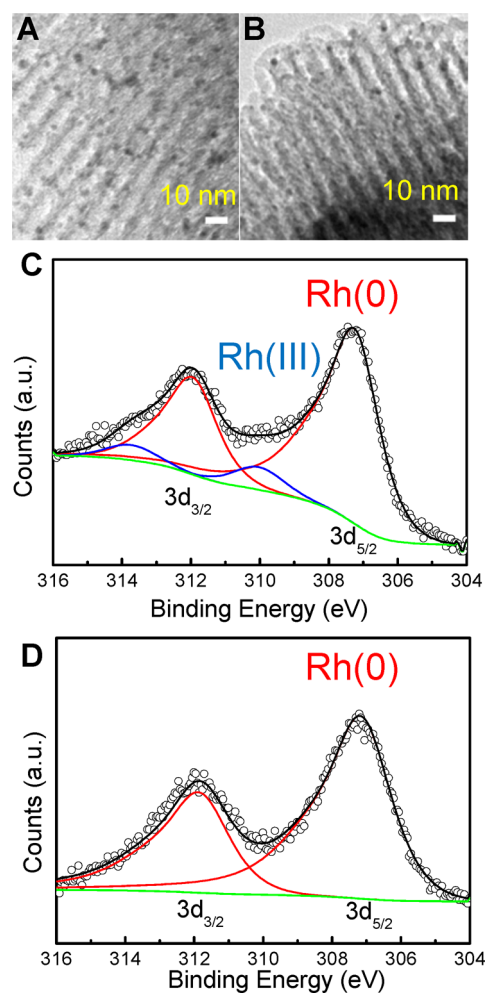 A
B
10 nm
10 nm
C
Rh(0)
Rh(III)
Counts (a.u.)
3d3/2
3d5/2
316 314 312 310 308 306 304
Binding Energy (eV)
D
Rh(0)
Counts (a.u.)
3d3/2
3d5/2
316 314 312 310 308 306 304
Binding Energy (eV)